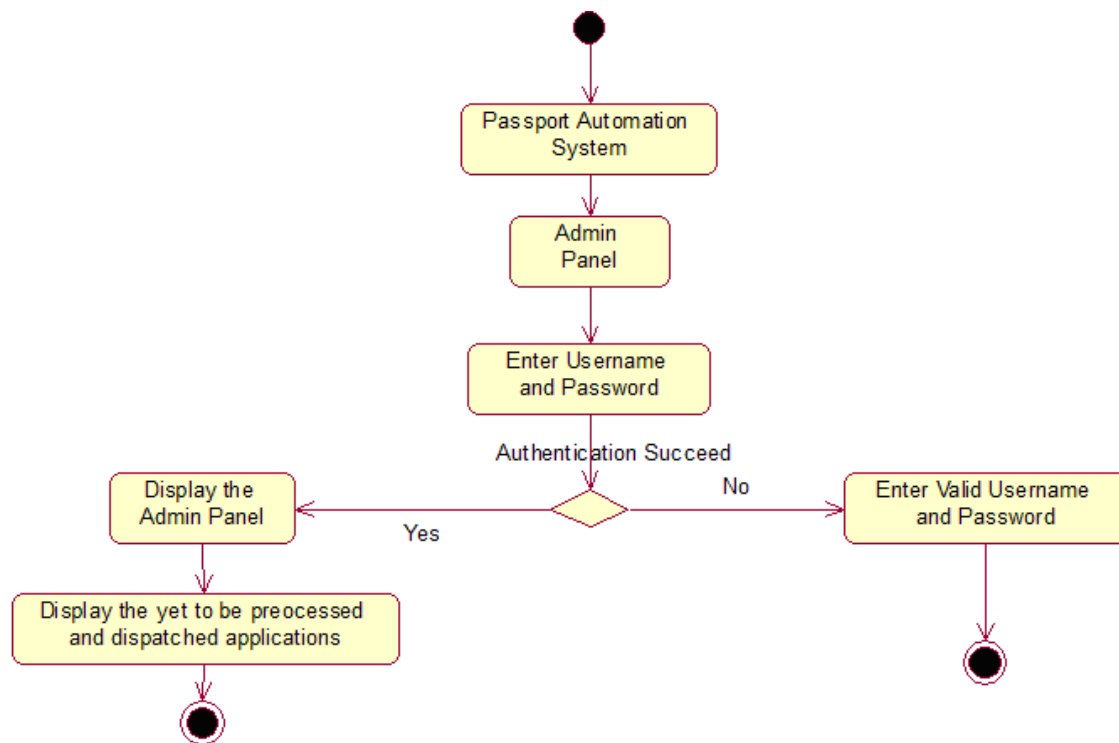 Passport Automation
System
Admin
Panel
Enter Username
and Password
Authentication Succeed
Display the
Admin Panel
Yes
No
Enter Valid Username
and Password
Display the yet to be preocessed
and dispatched applications